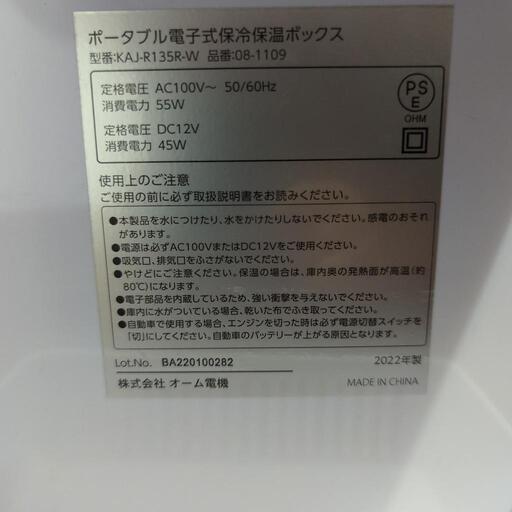 ポータブル電子式保冷保温ボックス
型番:KAJ-R135R-W 品番:08-1109
定格電圧 AC100V～ 50/60Hz
消費電力 55W
定格電圧 DC12V
消費電力 45W
PS
E
OHM
使用上のご注意
ご使用の前に必ず取扱説明書をお読みください。
●本製品を水につけたり、水をかけたりしないでください。感電のおそれ
があります。
●電源は必ずAC100VまたはDC12Vをご使用ください。
●吸気口、排気口をふさがないでください。
●やけどにご注意ください。保温の場合は、庫内奥の発熱面が高温(約
80℃)になります。
●電子部品を内蔵しているため、強い衝撃を与えないでください。
●庫内に水がついている場合、乾いた布でふき取ってください。
●自動車で使用する場合、エンジンを切った時は必ず電源切替スイッチを
「切」にしてください。自動車のバッテリーが上がる原因となります。
Lot.No. BA220100282
2022年製
株式会社 オーム電機
MADE IN CHINA